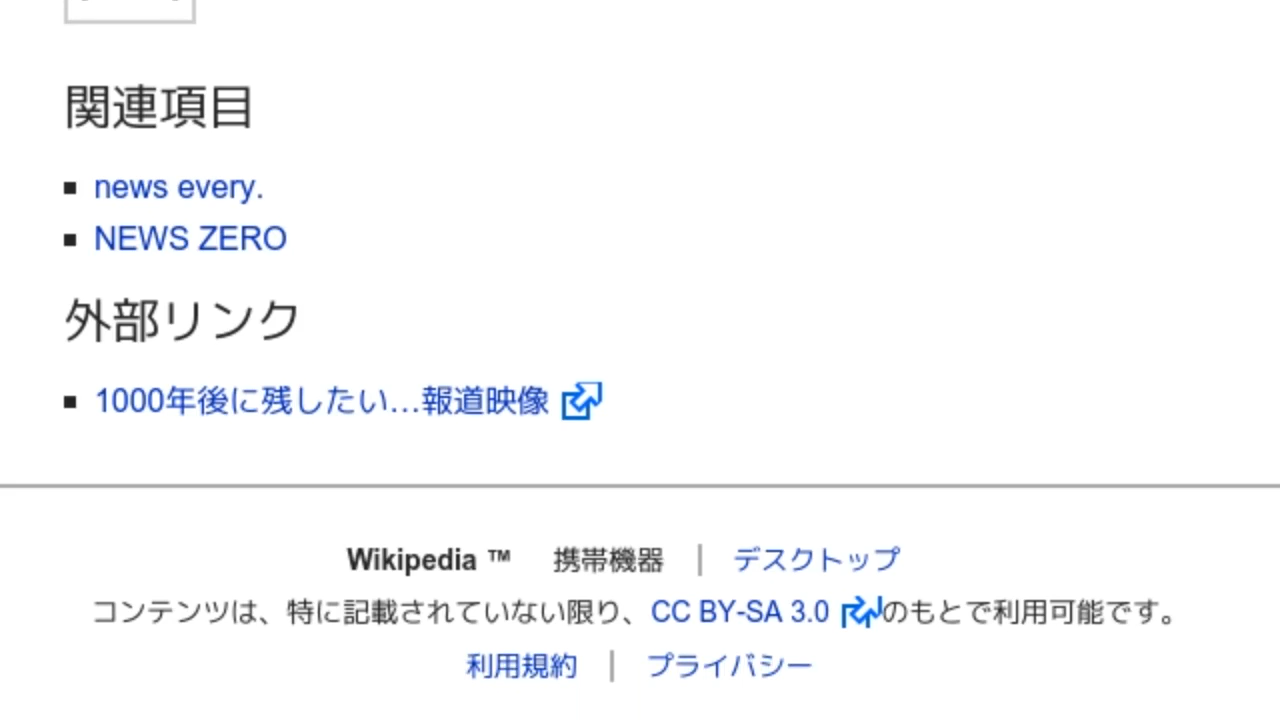 関連項目
news every.
NEWS ZERO
外部リンク
1000年後に残したい…報道映像
Wikipedia ™ 携帯機器 | デスクトップ
コンテンツは、特に記載されていない限り、CC BY-SA 3.0 のもとで利用可能です。
利用規約 | プライバシー